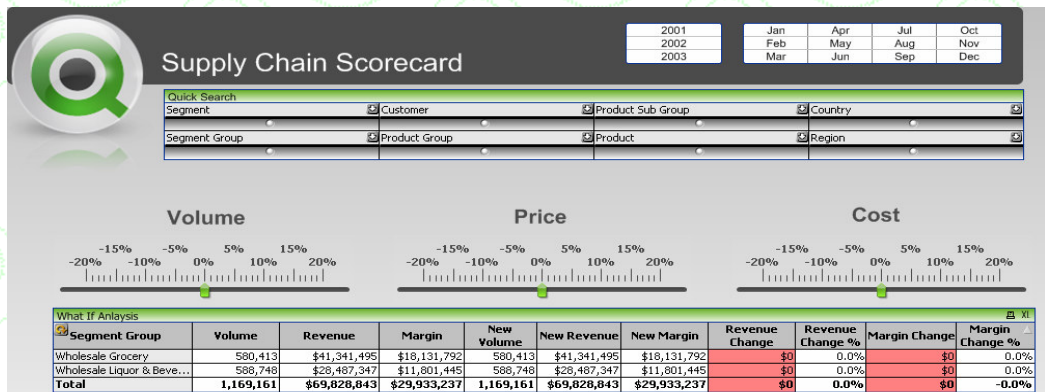 2001 Jan Apr Jul Oct
2002 Feb May Aug Nov
2003 Mar Jun Sep Dec
Supply Chain Scorecard
Quick Search
Segment Customer Product Sub Group Country
Segment Group Product Group Product Region
Volume Price Cost
-15% -5% 5% 15% -15% -5% 5% 15% -15% -5% 5% 15%
-20% -10% 0% 10% 20% -20% -10% 0% 10% 20% -20% -10% 0% 10% 20%
What If Anlaysis XL
Segment Group Volume Revenue Margin New Volume New Revenue New Margin Revenue Change Revenue Change % Margin Change Margin Change %
Wholesale Grocery 580,413 $41,341,495 $18,131,792 580,413 $41,341,495 $18,131,792 $0 0.0% $0 0.0%
Wholesale Liquor & Beve... 588,748 $28,487,347 $11,801,445 588,748 $28,487,347 $11,801,445 $0 0.0% $0 0.0%
Total 1,169,161 $69,828,843 $29,933,237 1,169,161 $69,828,843 $29,933,237 $0 0.0% $0 -0.0%